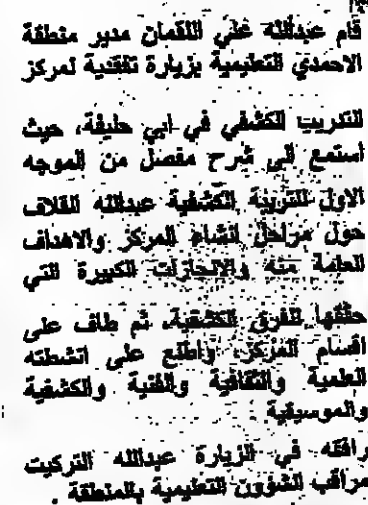 قام عبدالله علي اللقمان مدير منطقة
الاحمدي التعليمية بزيارة تفقدية لمركز
التدريب الكشفي في ابي حليفة، حيث
استمع الى شرح مفصل من الموجه
الاول للتربية الكشفية عبدالله القلاف
حول مراحل انشاء المركز والاهداف
العامة منه والانجازات الكبيرة التي
حققها الفرق الكشفية، ثم طاف على
اقسام المركز، واطلع على انشطته
العلمية والثقافية والفنية والكشفية
والموسيقية .
رافقه في الزيارة عبدالله التركيت
مراقب الشؤون التعليمية بالمنطقة .